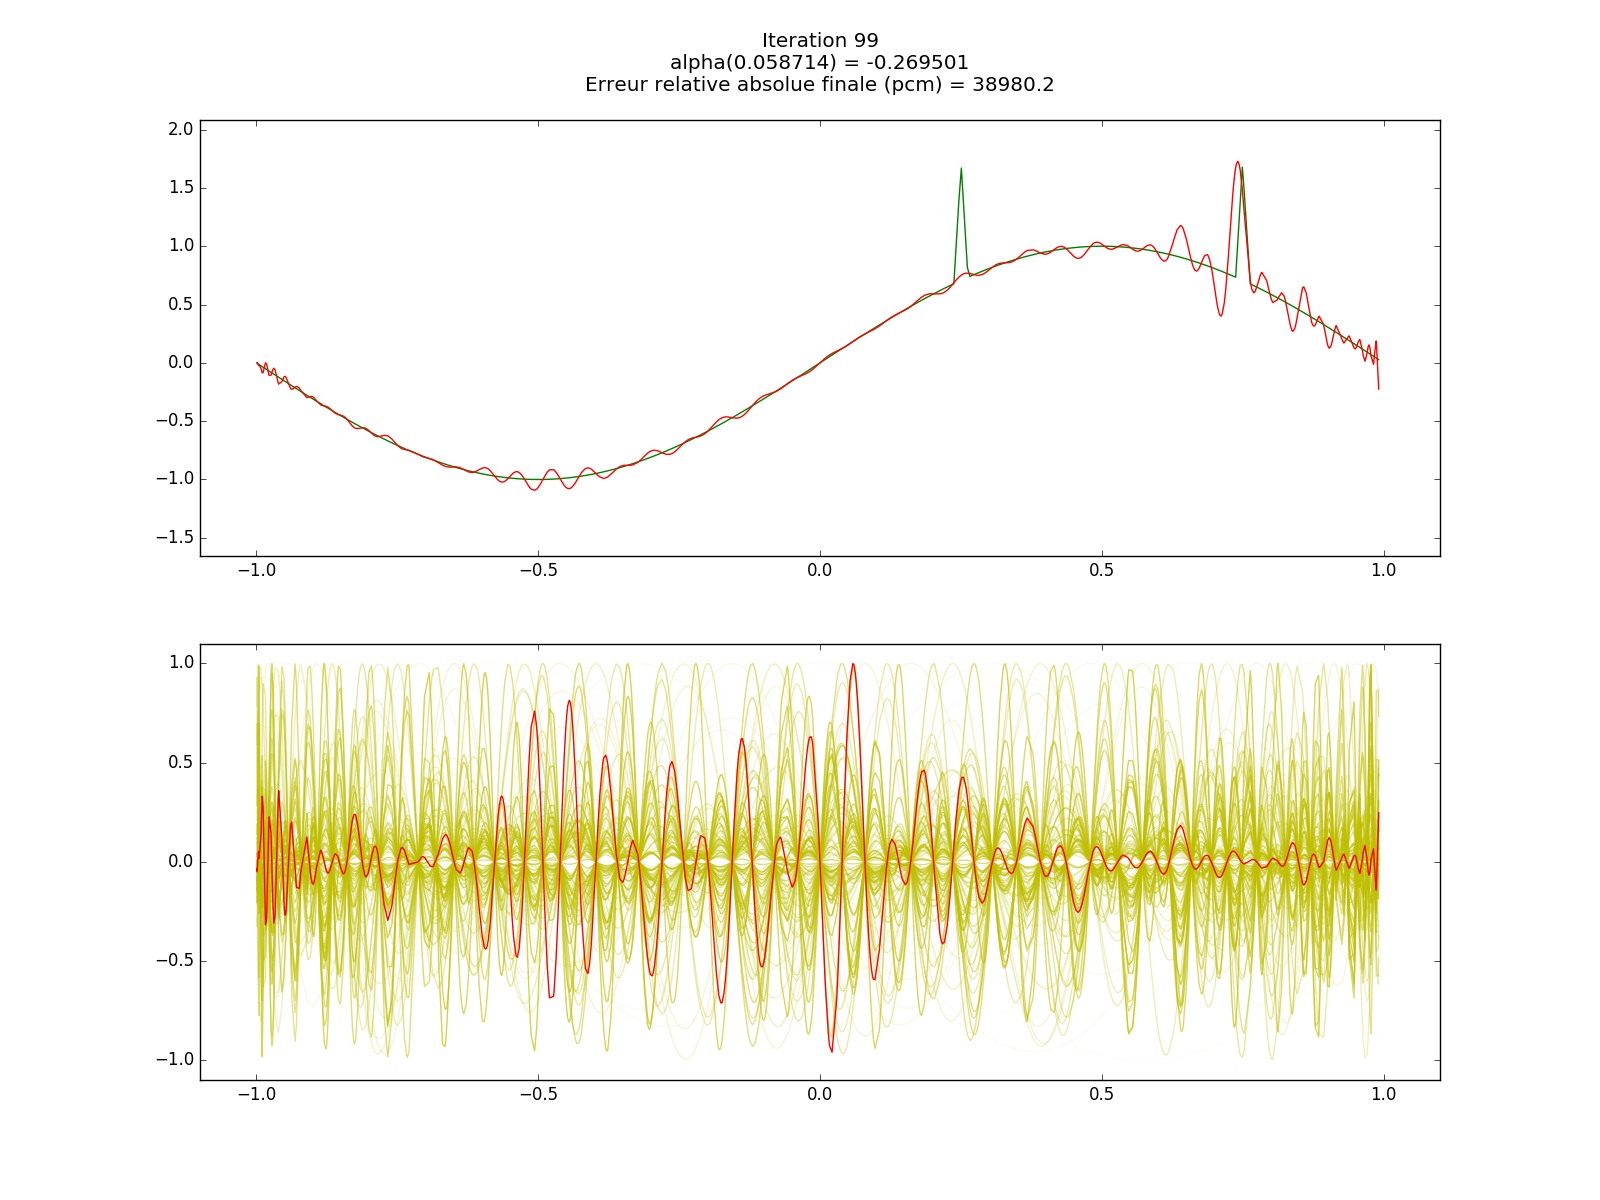 Iteration 99
alpha(0.058714) = -0.269501
Erreur relative absolue finale (pcm) = 38980.2
2.0
1.5
1.0
0.5
0.0
−0.5
−1.0
−1.5
−1.0 −0.5 0.0 0.5 1.0
1.0
0.5
0.0
−0.5
−1.0
−1.0 −0.5 0.0 0.5 1.0